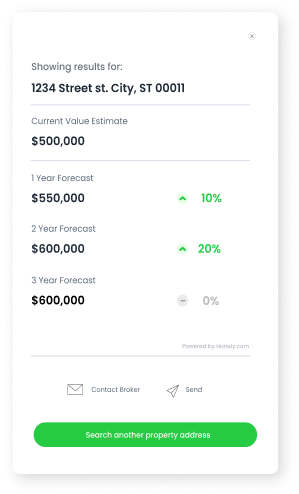 Showing results for:
1234 Street st. City, ST 00011
Current Value Estimate
$500,000
1 Year Forecast
$550,000 10%
2 Year Forecast
$600,000 20%
3 Year Forecast
$600,000 0%
Powered by Homely.com
Contact Broker Send
Search another property address